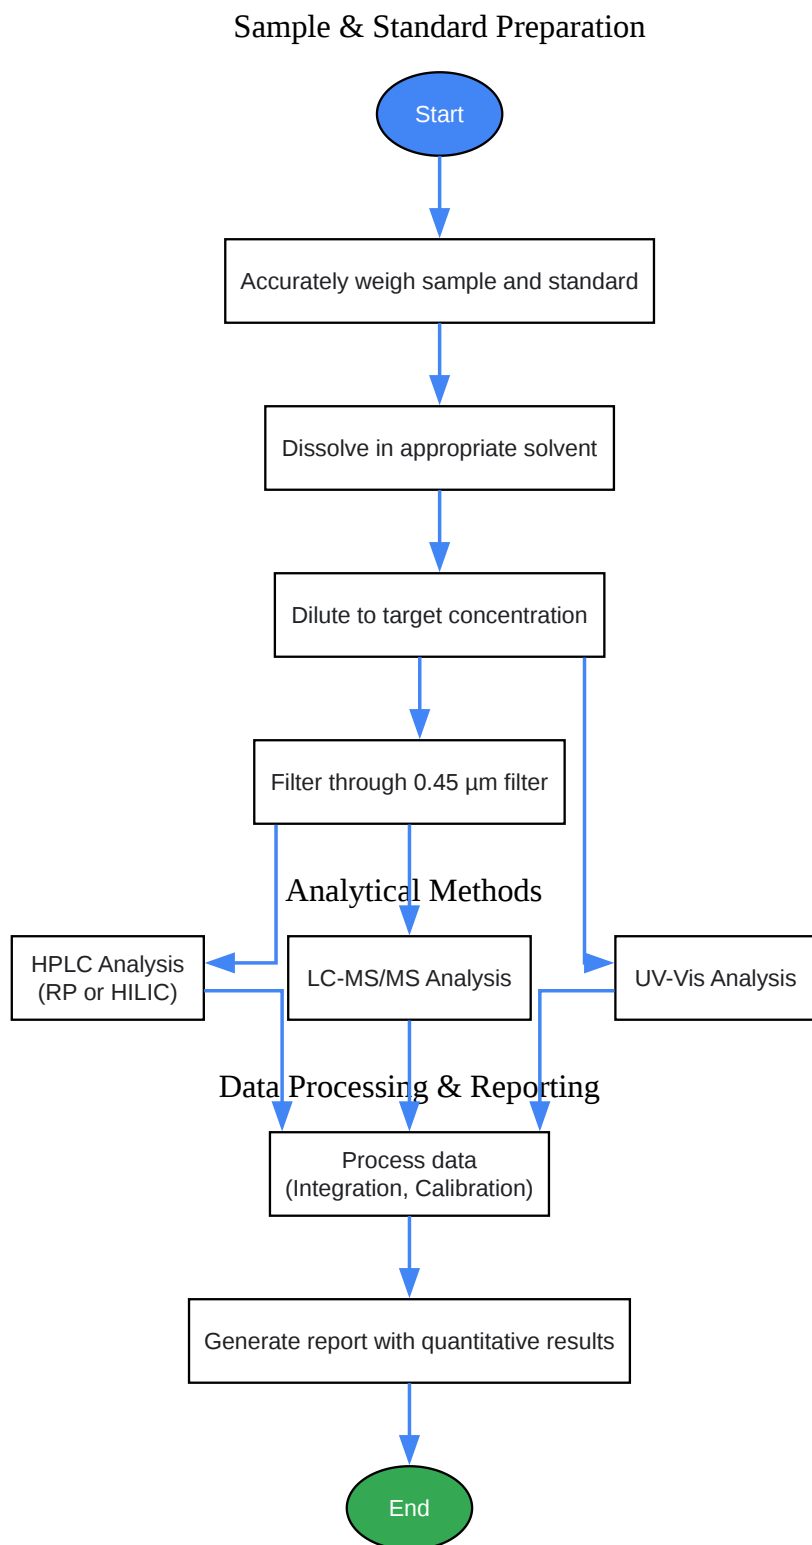 Sample & Standard Preparation
Start
Accurately weigh sample and standard
Dissolve in appropriate solvent
Dilute to target concentration
Filter through 0.45 µm filter
Analytical Methods
HPLC Analysis
(RP or HILIC)
LC-MS/MS Analysis
UV-Vis Analysis
Data Processing & Reporting
Process data
(Integration, Calibration)
Generate report with quantitative results
End